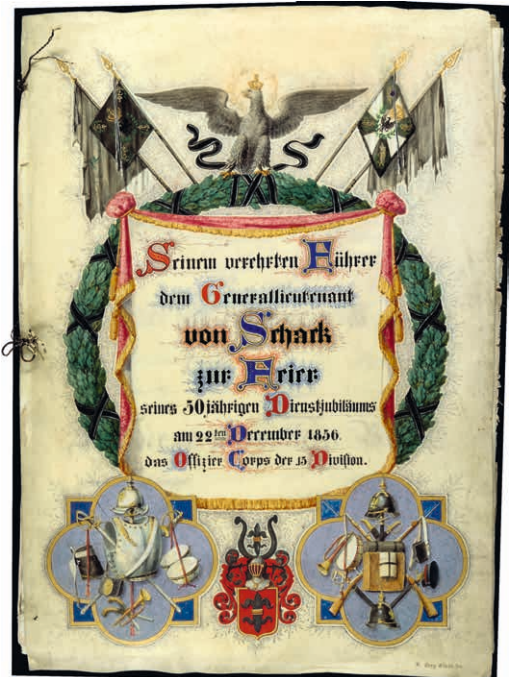 Seinem verehrten Führer
dem Generallieutenant
von Schack
zur Feier
seines 50jährigen Dienstjubiläums
am 22ten December 1856.
das Offizier Corps der 15 Division.